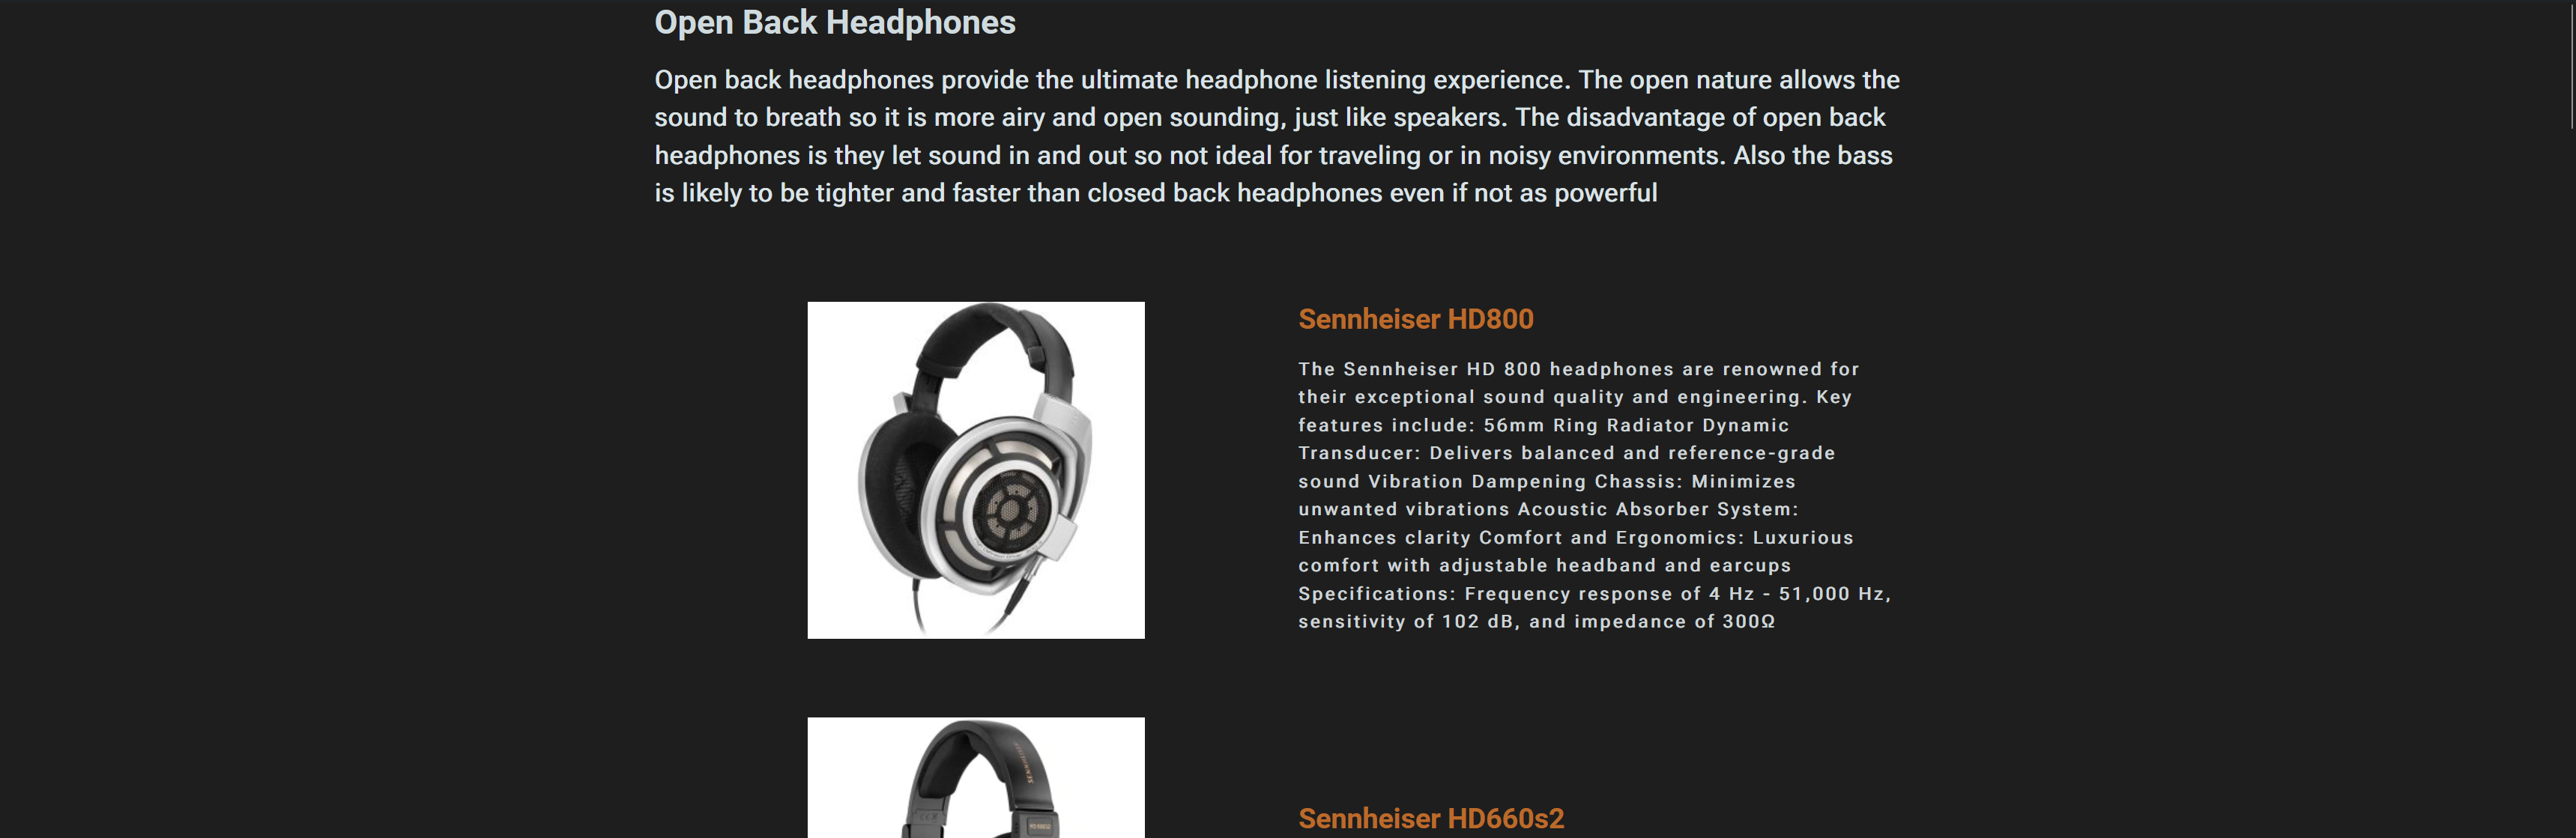 Open Back Headphones
Open back headphones provide the ultimate headphone listening experience. The open nature allows the
sound to breath so it is more airy and open sounding, just like speakers. The disadvantage of open back
headphones is they let sound in and out so not ideal for traveling or in noisy environments. Also the bass
is likely to be tighter and faster than closed back headphones even if not as powerful
Sennheiser HD800
The Sennheiser HD 800 headphones are renowned for
their exceptional sound quality and engineering. Key
features include: 56mm Ring Radiator Dynamic
Transducer: Delivers balanced and reference-grade
sound Vibration Dampening Chassis: Minimizes
unwanted vibrations Acoustic Absorber System:
Enhances clarity Comfort and Ergonomics: Luxurious
comfort with adjustable headband and earcups
Specifications: Frequency response of 4 Hz - 51,000 Hz,
sensitivity of 102 dB, and impedance of 300Ω
SENNHEISER
Sennheiser HD660s2